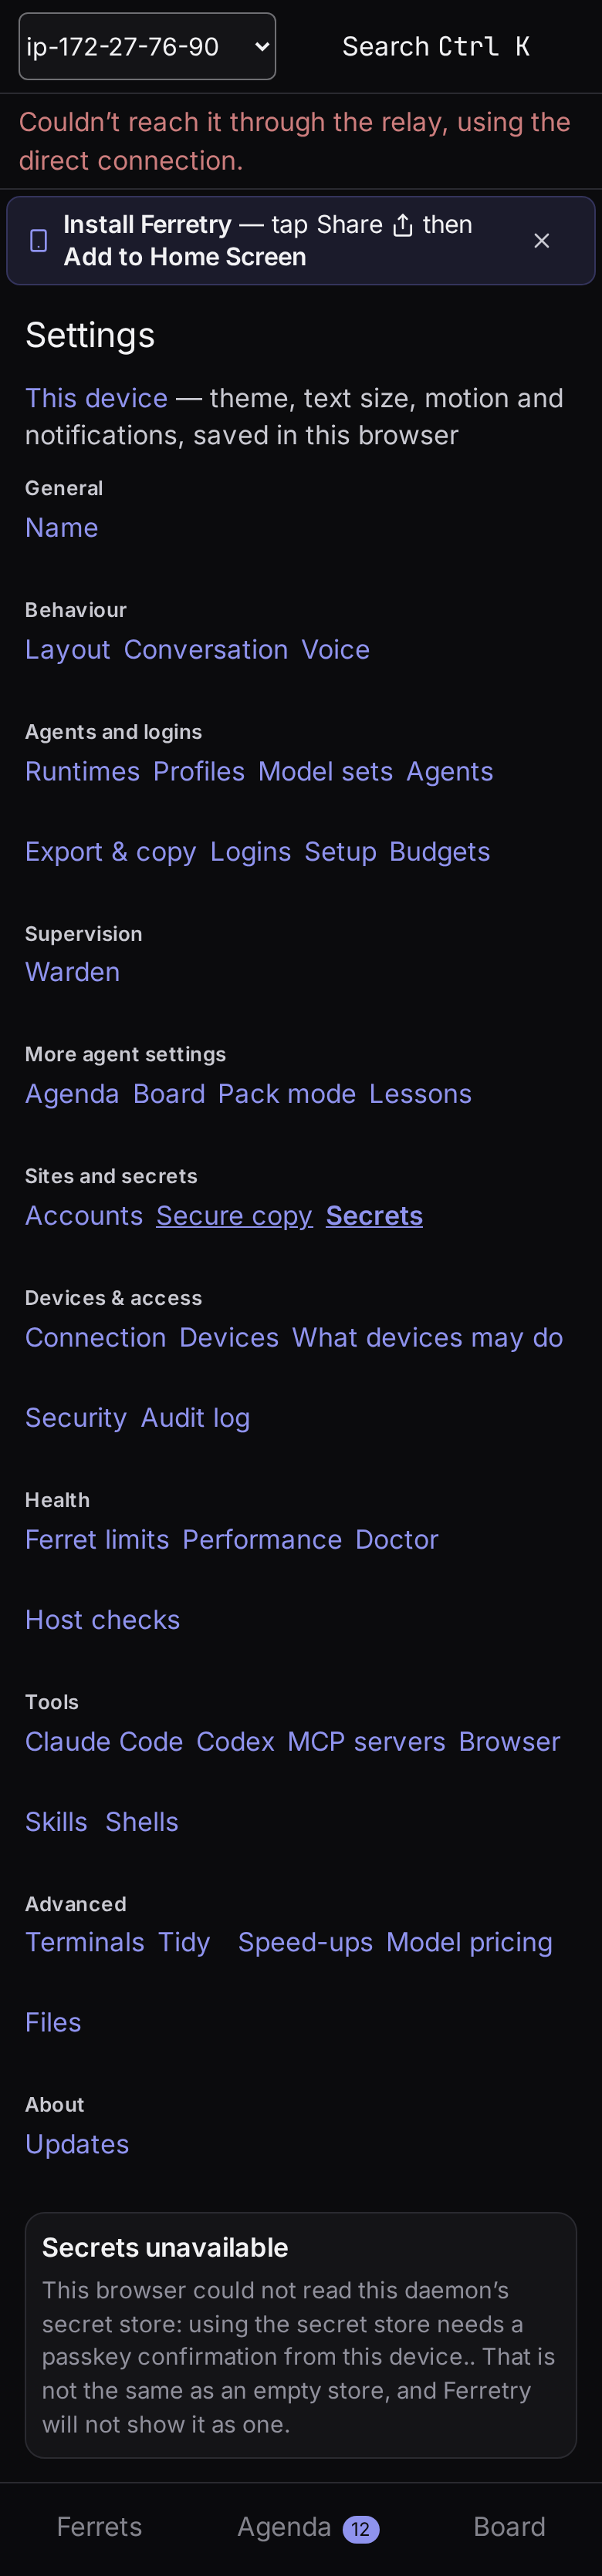 ip-172-27-76-90
Search Ctrl K
Couldn’t reach it through the relay, using the
direct connection.
Install Ferretry — tap Share then
Add to Home Screen
Settings
This device — theme, text size, motion and
notifications, saved in this browser
General
Name
Behaviour
Layout Conversation Voice
Agents and logins
Runtimes Profiles Model sets Agents
Export & copy Logins Setup Budgets
Supervision
Warden
More agent settings
Agenda Board Pack mode Lessons
Sites and secrets
Accounts Secure copy Secrets
Devices & access
Connection Devices What devices may do
Security Audit log
Health
Ferret limits Performance Doctor
Host checks
Tools
Claude Code Codex MCP servers Browser
Skills Shells
Advanced
Terminals Tidy Speed-ups Model pricing
Files
About
Updates
Secrets unavailable
This browser could not read this daemon’s
secret store: using the secret store needs a
passkey confirmation from this device.. That is
not the same as an empty store, and Ferretry
will not show it as one.
Ferrets Agenda 12 Board